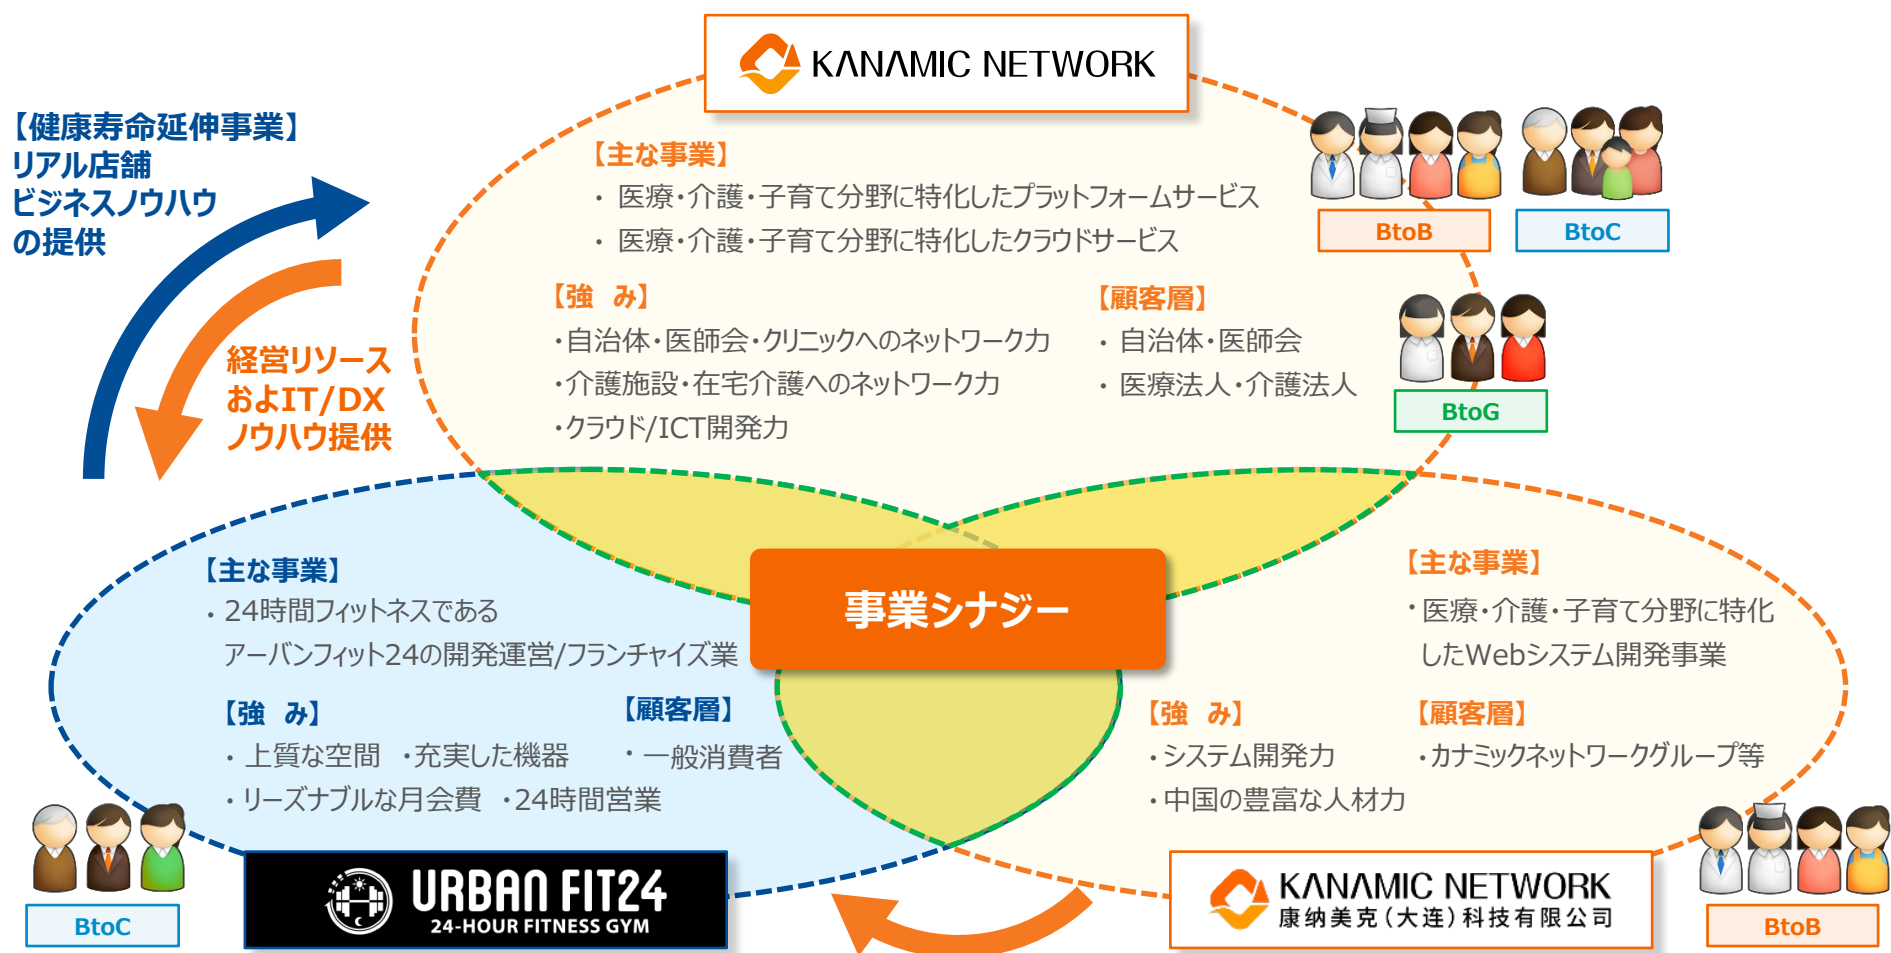 KANAMIC NETWORK
【健康寿命延伸事業】
リアル店舗
ビジネスノウハウ
の提供
経営リソース
およIT/DX
ノウハウ提供
【主な事業】
・ 医療・介護・子育て分野に特化したプラットフォームサービス
・ 医療・介護・子育て分野に特化したクラウドサービス
【強 み】
・自治体・医師会・クリニックへのネットワーク力
・介護施設・在宅介護へのネットワーク力
・クラウド/ICT開発力
【顧客層】
・ 自治体・医師会
・ 医療法人・介護法人
BtoB
BtoC
BtoG
事業シナジー
【主な事業】
・ 24時間フィットネスである
アーバンフィット24の開発運営/フランチャイズ業
【強 み】
・ 上質な空間 ・充実した機器
・ リーズナブルな月会費 ・24時間営業
【顧客層】
・ 一般消費者
BtoC
URBAN FIT24
24-HOUR FITNESS GYM
【主な事業】
・医療・介護・子育て分野に特化
したWebシステム開発事業
【強 み】
・システム開発力
・中国の豊富な人材力
【顧客層】
・カナミックネットワークグループ等
KANAMIC NETWORK
康纳美克(大连)科技有限公司
BtoB